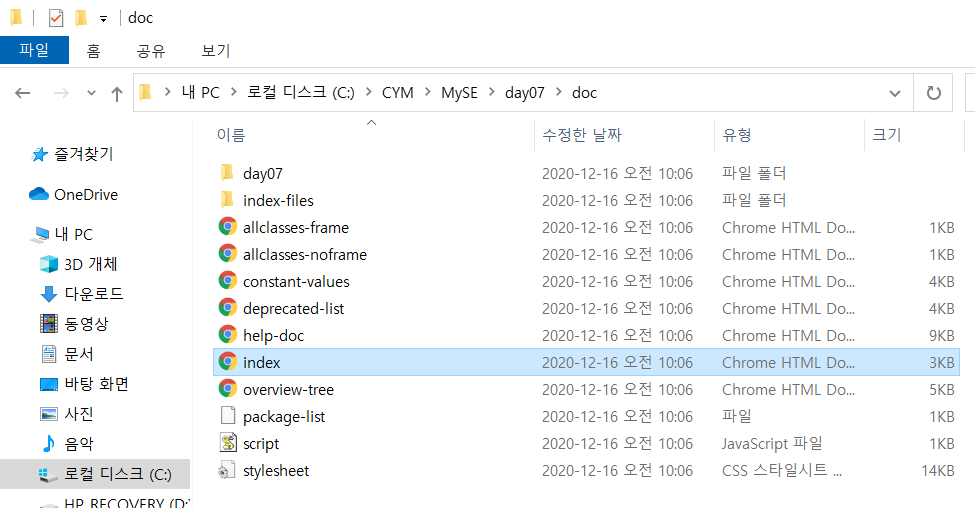 doc
파일 홈 공유 보기
내 PC 로컬 디스크 (C:) CYM MySE day07 doc
이름 수정한 날짜 유형 크기
즐겨찾기
OneDrive
내 PC
3D 개체
다운로드
동영상
문서
바탕 화면
사진
음악
로컬 디스크 (C:)
HP RECOVERY (D:
day07 2020-12-16 오전 10:06 파일 폴더
index-files 2020-12-16 오전 10:06 파일 폴더
allclasses-frame 2020-12-16 오전 10:06 Chrome HTML Do... 1KB
allclasses-noframe 2020-12-16 오전 10:06 Chrome HTML Do... 1KB
constant-values 2020-12-16 오전 10:06 Chrome HTML Do... 4KB
deprecated-list 2020-12-16 오전 10:06 Chrome HTML Do... 4KB
help-doc 2020-12-16 오전 10:06 Chrome HTML Do... 9KB
index 2020-12-16 오전 10:06 Chrome HTML Do... 3KB
overview-tree 2020-12-16 오전 10:06 Chrome HTML Do... 5KB
package-list 2020-12-16 오전 10:06 파일 1KB
script 2020-12-16 오전 10:06 JavaScript 파일 1KB
stylesheet 2020-12-16 오전 10:06 CSS 스타일시트 ... 14KB